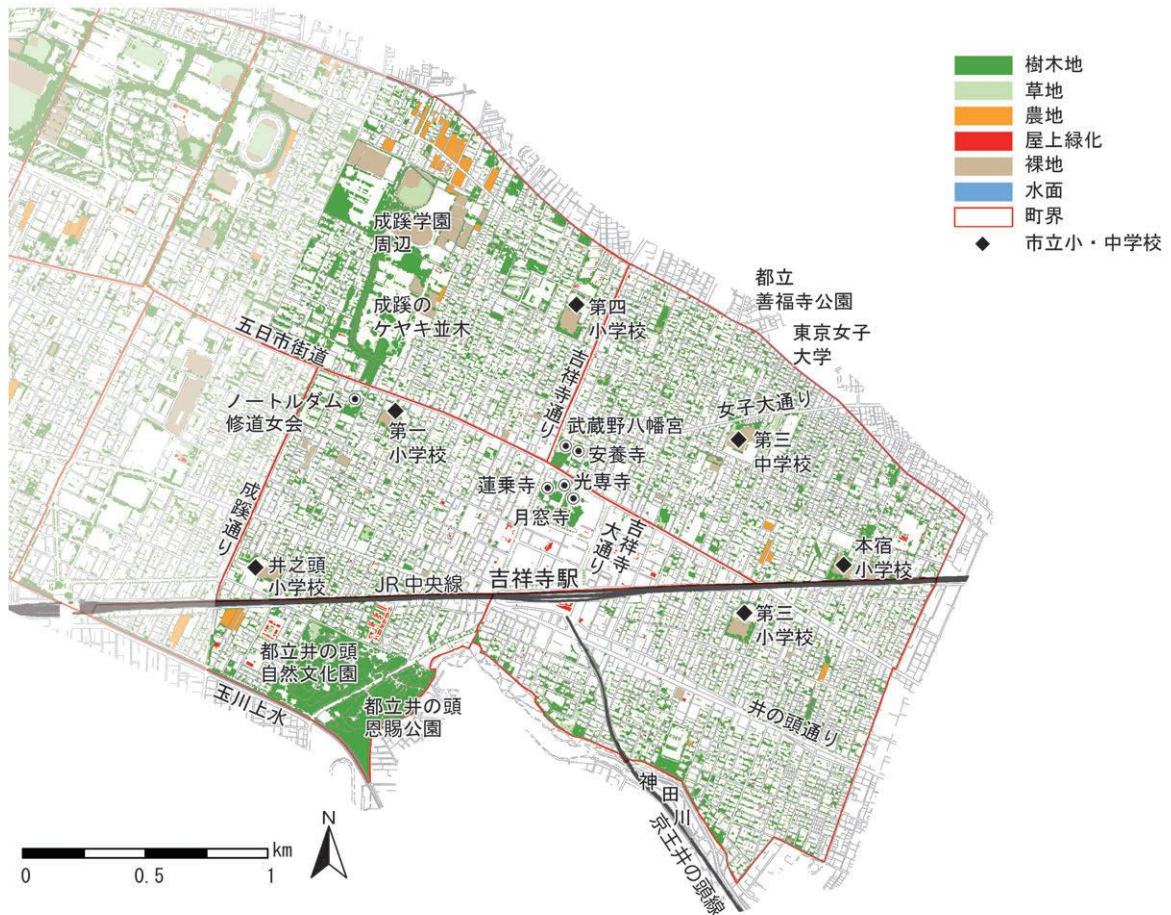 樹木地
草地
農地
屋上緑化
裸地
水面
町界
市立小・中学校
成蹊学園
周辺
成蹊の
ケヤキ並木
五日市街道
第四
小学校
吉祥寺通り
都立
善福寺公園
東京女子
大学
女子大通り
ノートルダム
修道女会
第一
小学校
武蔵野八幡宮
安養寺
第三
中学校
蓮乗寺
光専寺
月窓寺
成蹊通り
吉祥寺
大通り
井之頭
小学校
JR中央線
吉祥寺駅
本宿
小学校
第三
小学校
都立井の頭
自然文化園
都立井の頭
恩賜公園
玉川上水
井の頭通り
神田川
京王井の頭線
N
km
0
0.5
1